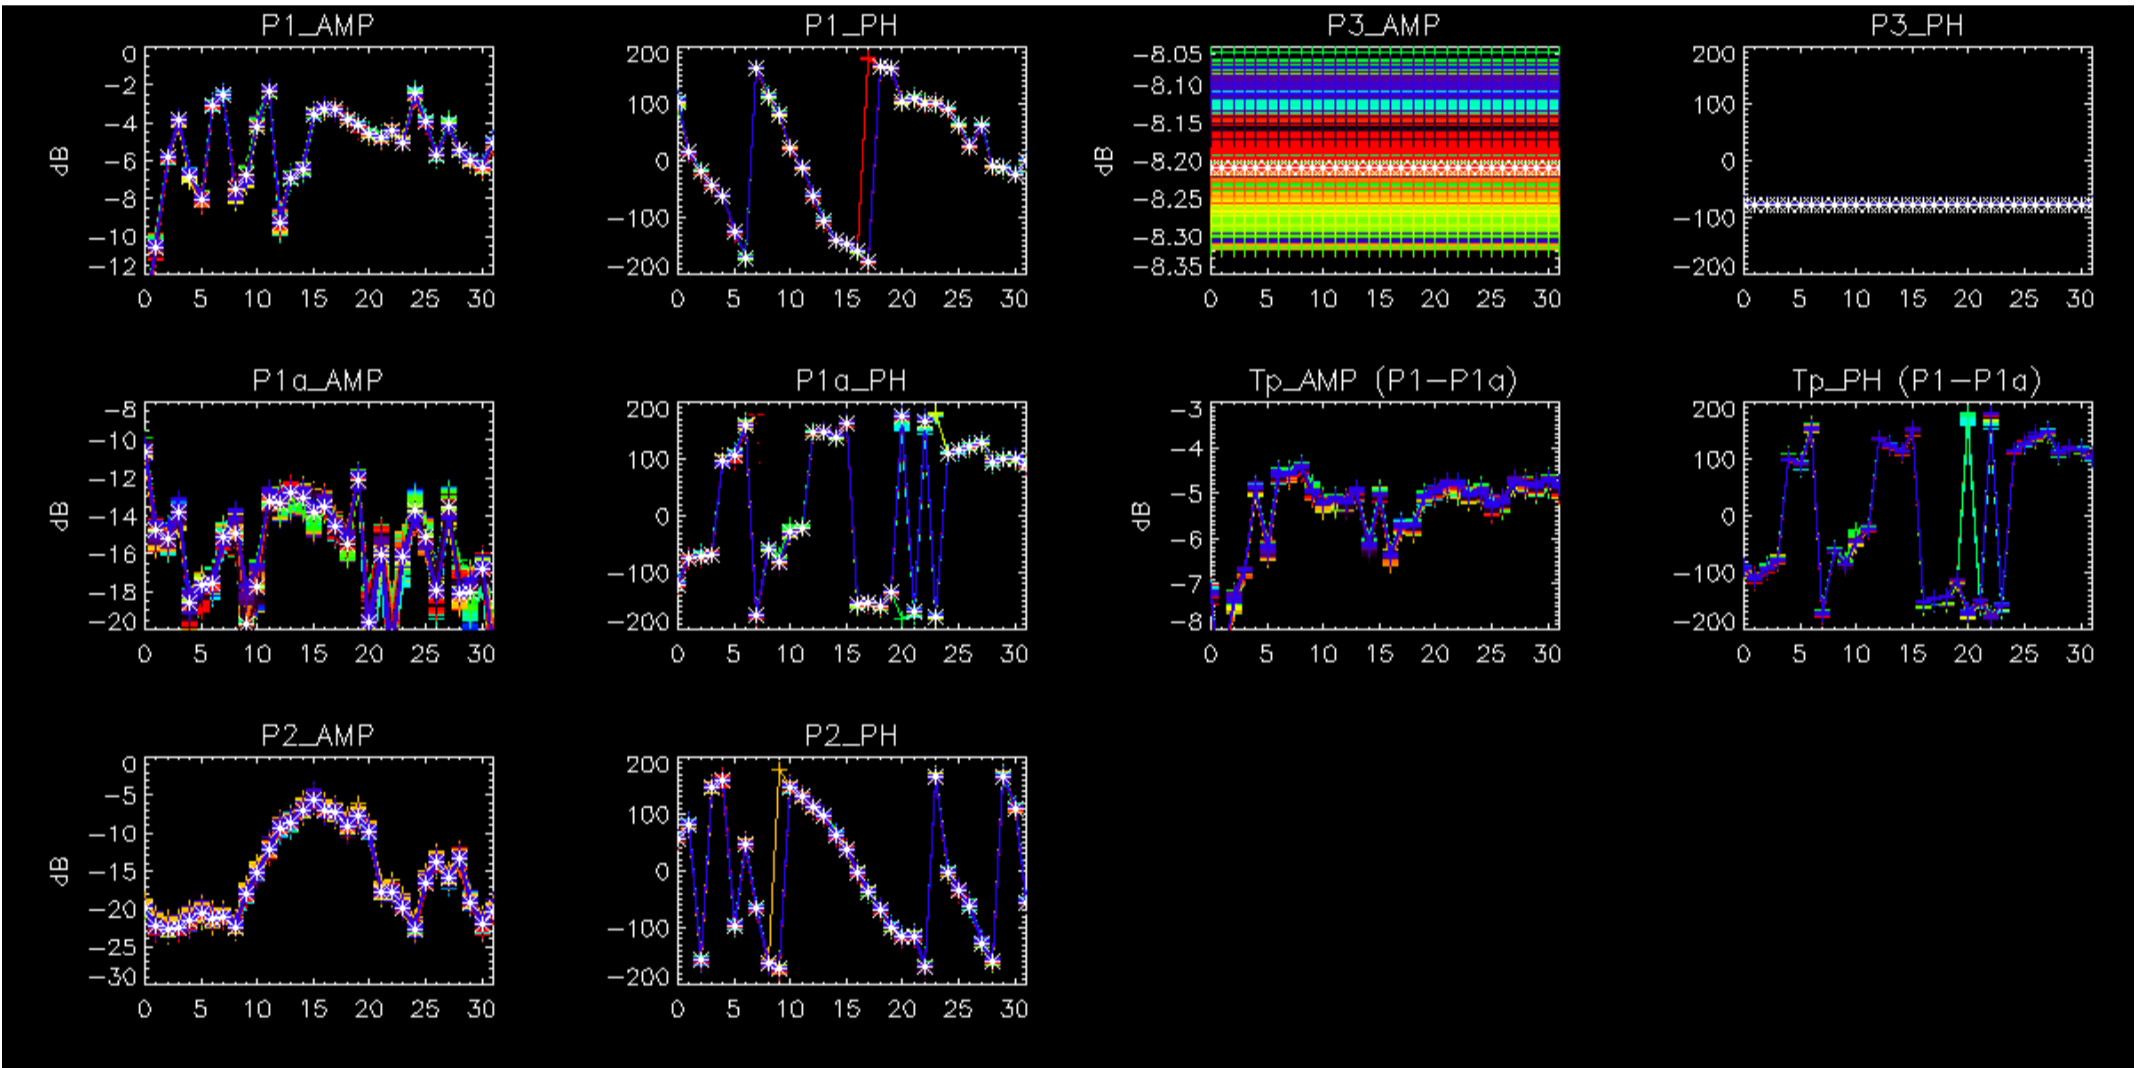 P1_AMP
0
-2
-4
-6
-8
-10
-12
dB
0 5 10 15 20 25 30
P1_PH
200
100
0
-100
-200
0 5 10 15 20 25 30
P3_AMP
-8.05
-8.10
-8.15
-8.20
-8.25
-8.30
-8.35
dB
0 5 10 15 20 25 30
P3_PH
200
100
0
-100
-200
0 5 10 15 20 25 30
P1a_AMP
-8
-10
-12
-14
-16
-18
-20
dB
0 5 10 15 20 25 30
P1a_PH
200
100
0
-100
-200
0 5 10 15 20 25 30
Tp_AMP (P1-P1a)
-3
-4
-5
-6
-7
-8
dB
0 5 10 15 20 25 30
Tp_PH (P1-P1a)
200
100
0
-100
-200
0 5 10 15 20 25 30
P2_AMP
0
-5
-10
-15
-20
-25
-30
dB
0 5 10 15 20 25 30
P2_PH
200
100
0
-100
-200
0 5 10 15 20 25 30